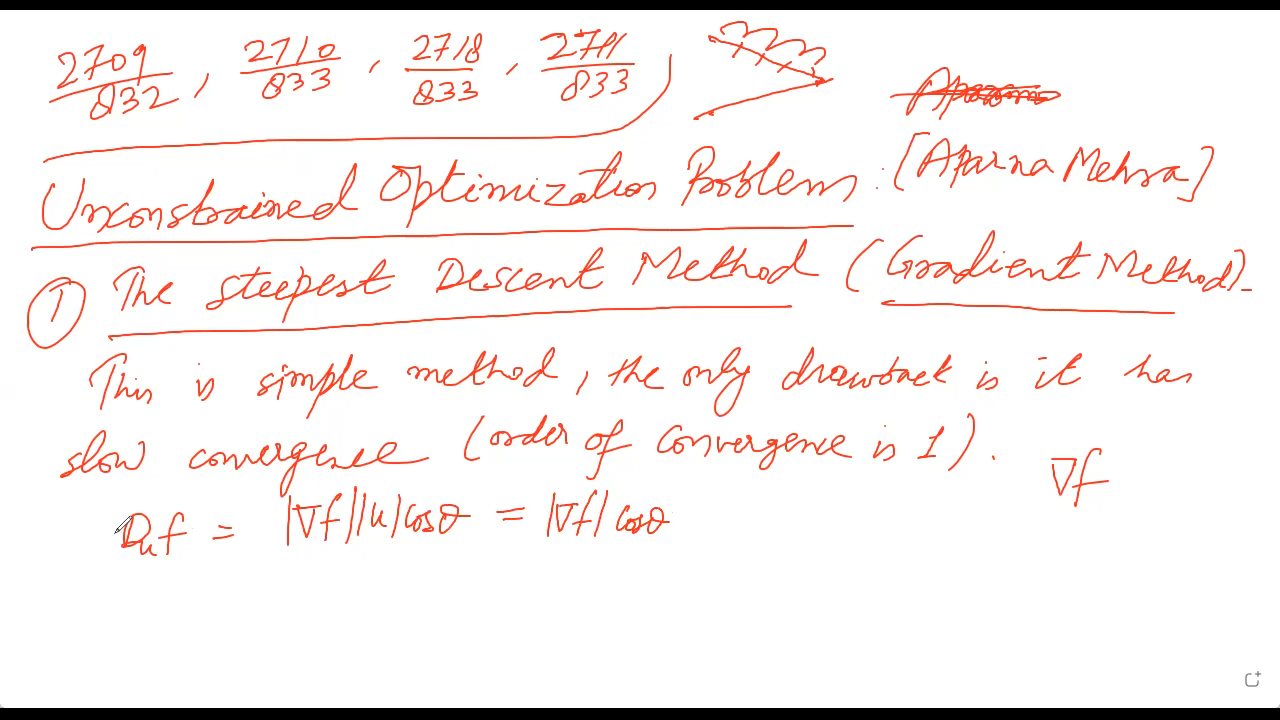 2709/832, 2710/833, 2718/833, 2711/833,
Unconstrained Optimization Problem : [Aparna Mehra]
① The steepest Descent Method (Gradient Method)-
This is simple method, the only drawback is it has
slow convergence (order of convergence is 1).
∇f
Duf = |∇f||u|cosθ = |∇f|cosθ